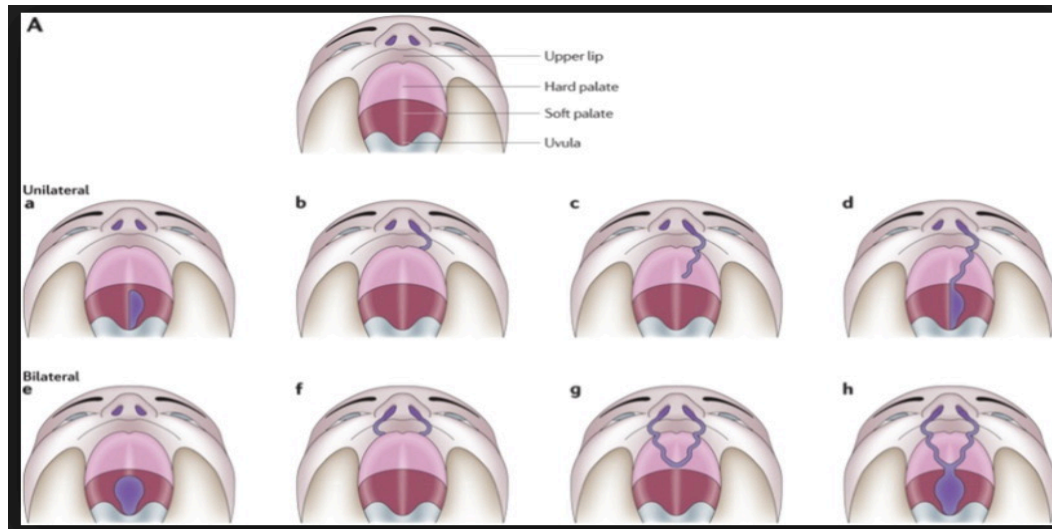 A
Upper lip
Hard palate
Soft palate
Uvula
Unilateral
a
b
c
d
Bilateral
e
f
g
h